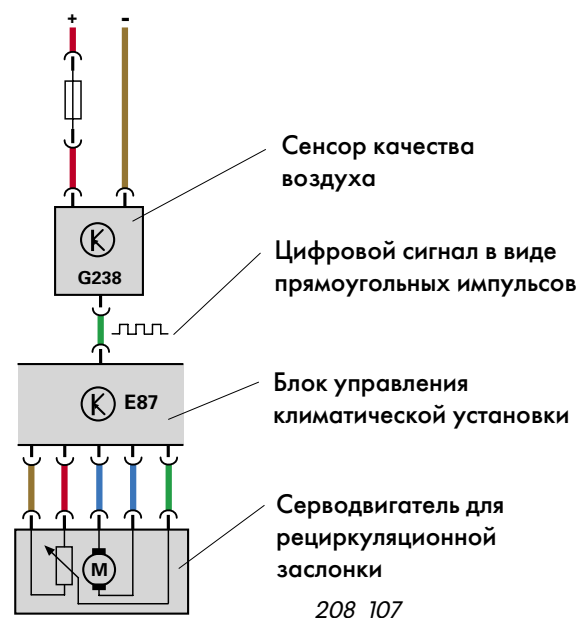 + -
Сенсор качества
воздуха
G238
Цифровой сигнал в виде
прямоугольных импульсов
E87
Блок управления
климатической установки
Серводвигатель для
рециркуляционной
заслонки
M
208 107